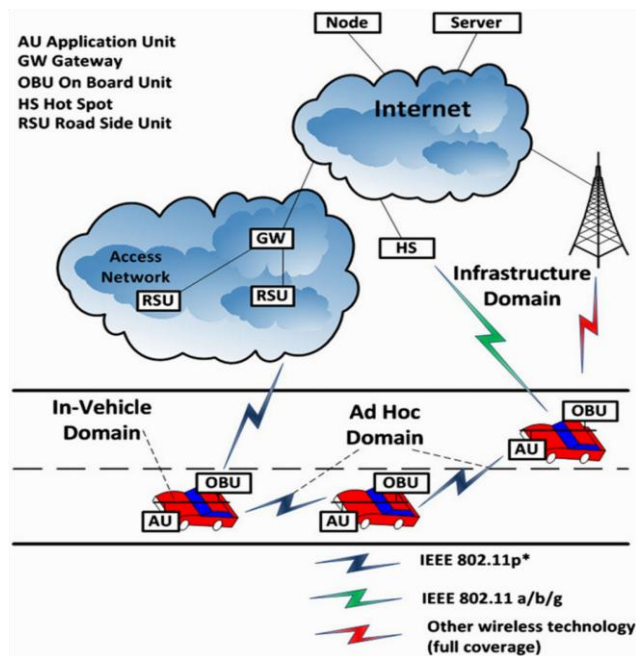 Node
Server
AU Application Unit
GW Gateway
OBU On Board Unit
HS Hot Spot
RSU Road Side Unit
Internet
GW
HS
Access
Network
RSU
RSU
Infrastructure
Domain
In-Vehicle
Domain
Ad Hoc
Domain
OBU
AU
OBU
OBU
AU
AU
IEEE 802.11p*
IEEE 802.11 a/b/g
Other wireless technology
(full coverage)